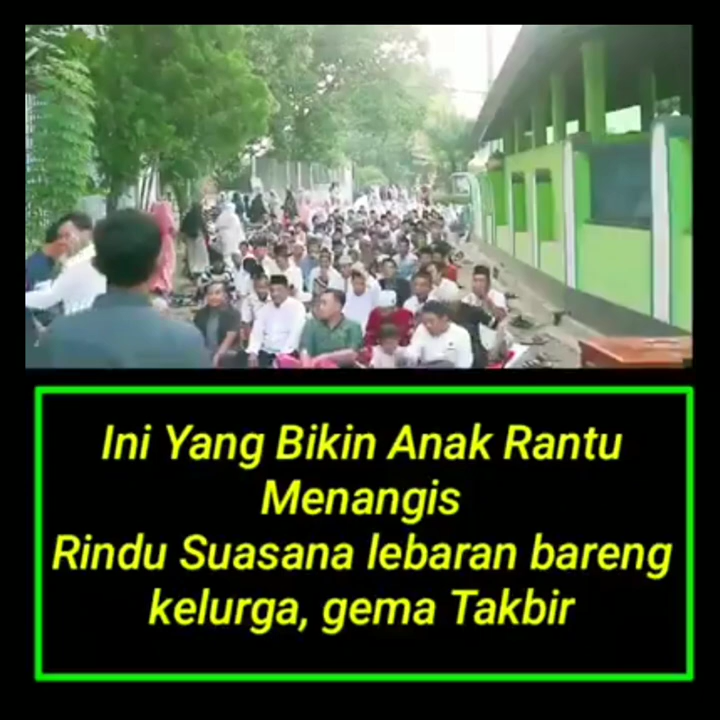 Ini Yang Bikin Anak Rantu
Menangis
Rindu Suasana lebaran bareng
kelurga, gema Takbir